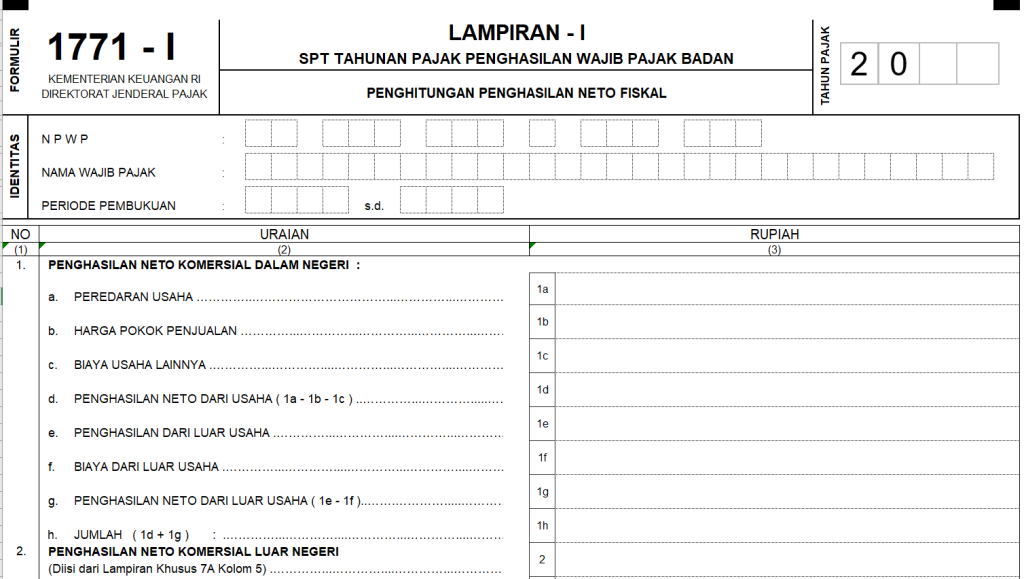 FORMULIR
1771 - I
KEMENTERIAN KEUANGAN RI
DIREKTORAT JENDERAL PAJAK
LAMPIRAN - I
SPT TAHUNAN PAJAK PENGHASILAN WAJIB PAJAK BADAN
PENGHITUNGAN PENGHASILAN NETO FISKAL
TAHUN PAJAK
2 0
IDENTITAS
N P W P :
NAMA WAJIB PAJAK :
PERIODE PEMBUKUAN : s.d.
NO URAIAN RUPIAH
(1) (2) (3)
1. PENGHASILAN NETO KOMERSIAL DALAM NEGERI :
a. PEREDARAN USAHA ………………………………………………………… 1a
b. HARGA POKOK PENJUALAN ………………………………………………… 1b
c. BIAYA USAHA LAINNYA ……………………………………………………… 1c
d. PENGHASILAN NETO DARI USAHA ( 1a - 1b - 1c ) ………………………… 1d
e. PENGHASILAN DARI LUAR USAHA ………………………………………… 1e
f. BIAYA DARI LUAR USAHA …………………………………………………… 1f
g. PENGHASILAN NETO DARI LUAR USAHA ( 1e - 1f )……………………… 1g
h. JUMLAH ( 1d + 1g ) : ……………………………………………………… 1h
2. PENGHASILAN NETO KOMERSIAL LUAR NEGERI
(Diisi dari Lampiran Khusus 7A Kolom 5) ………………………………………… 2